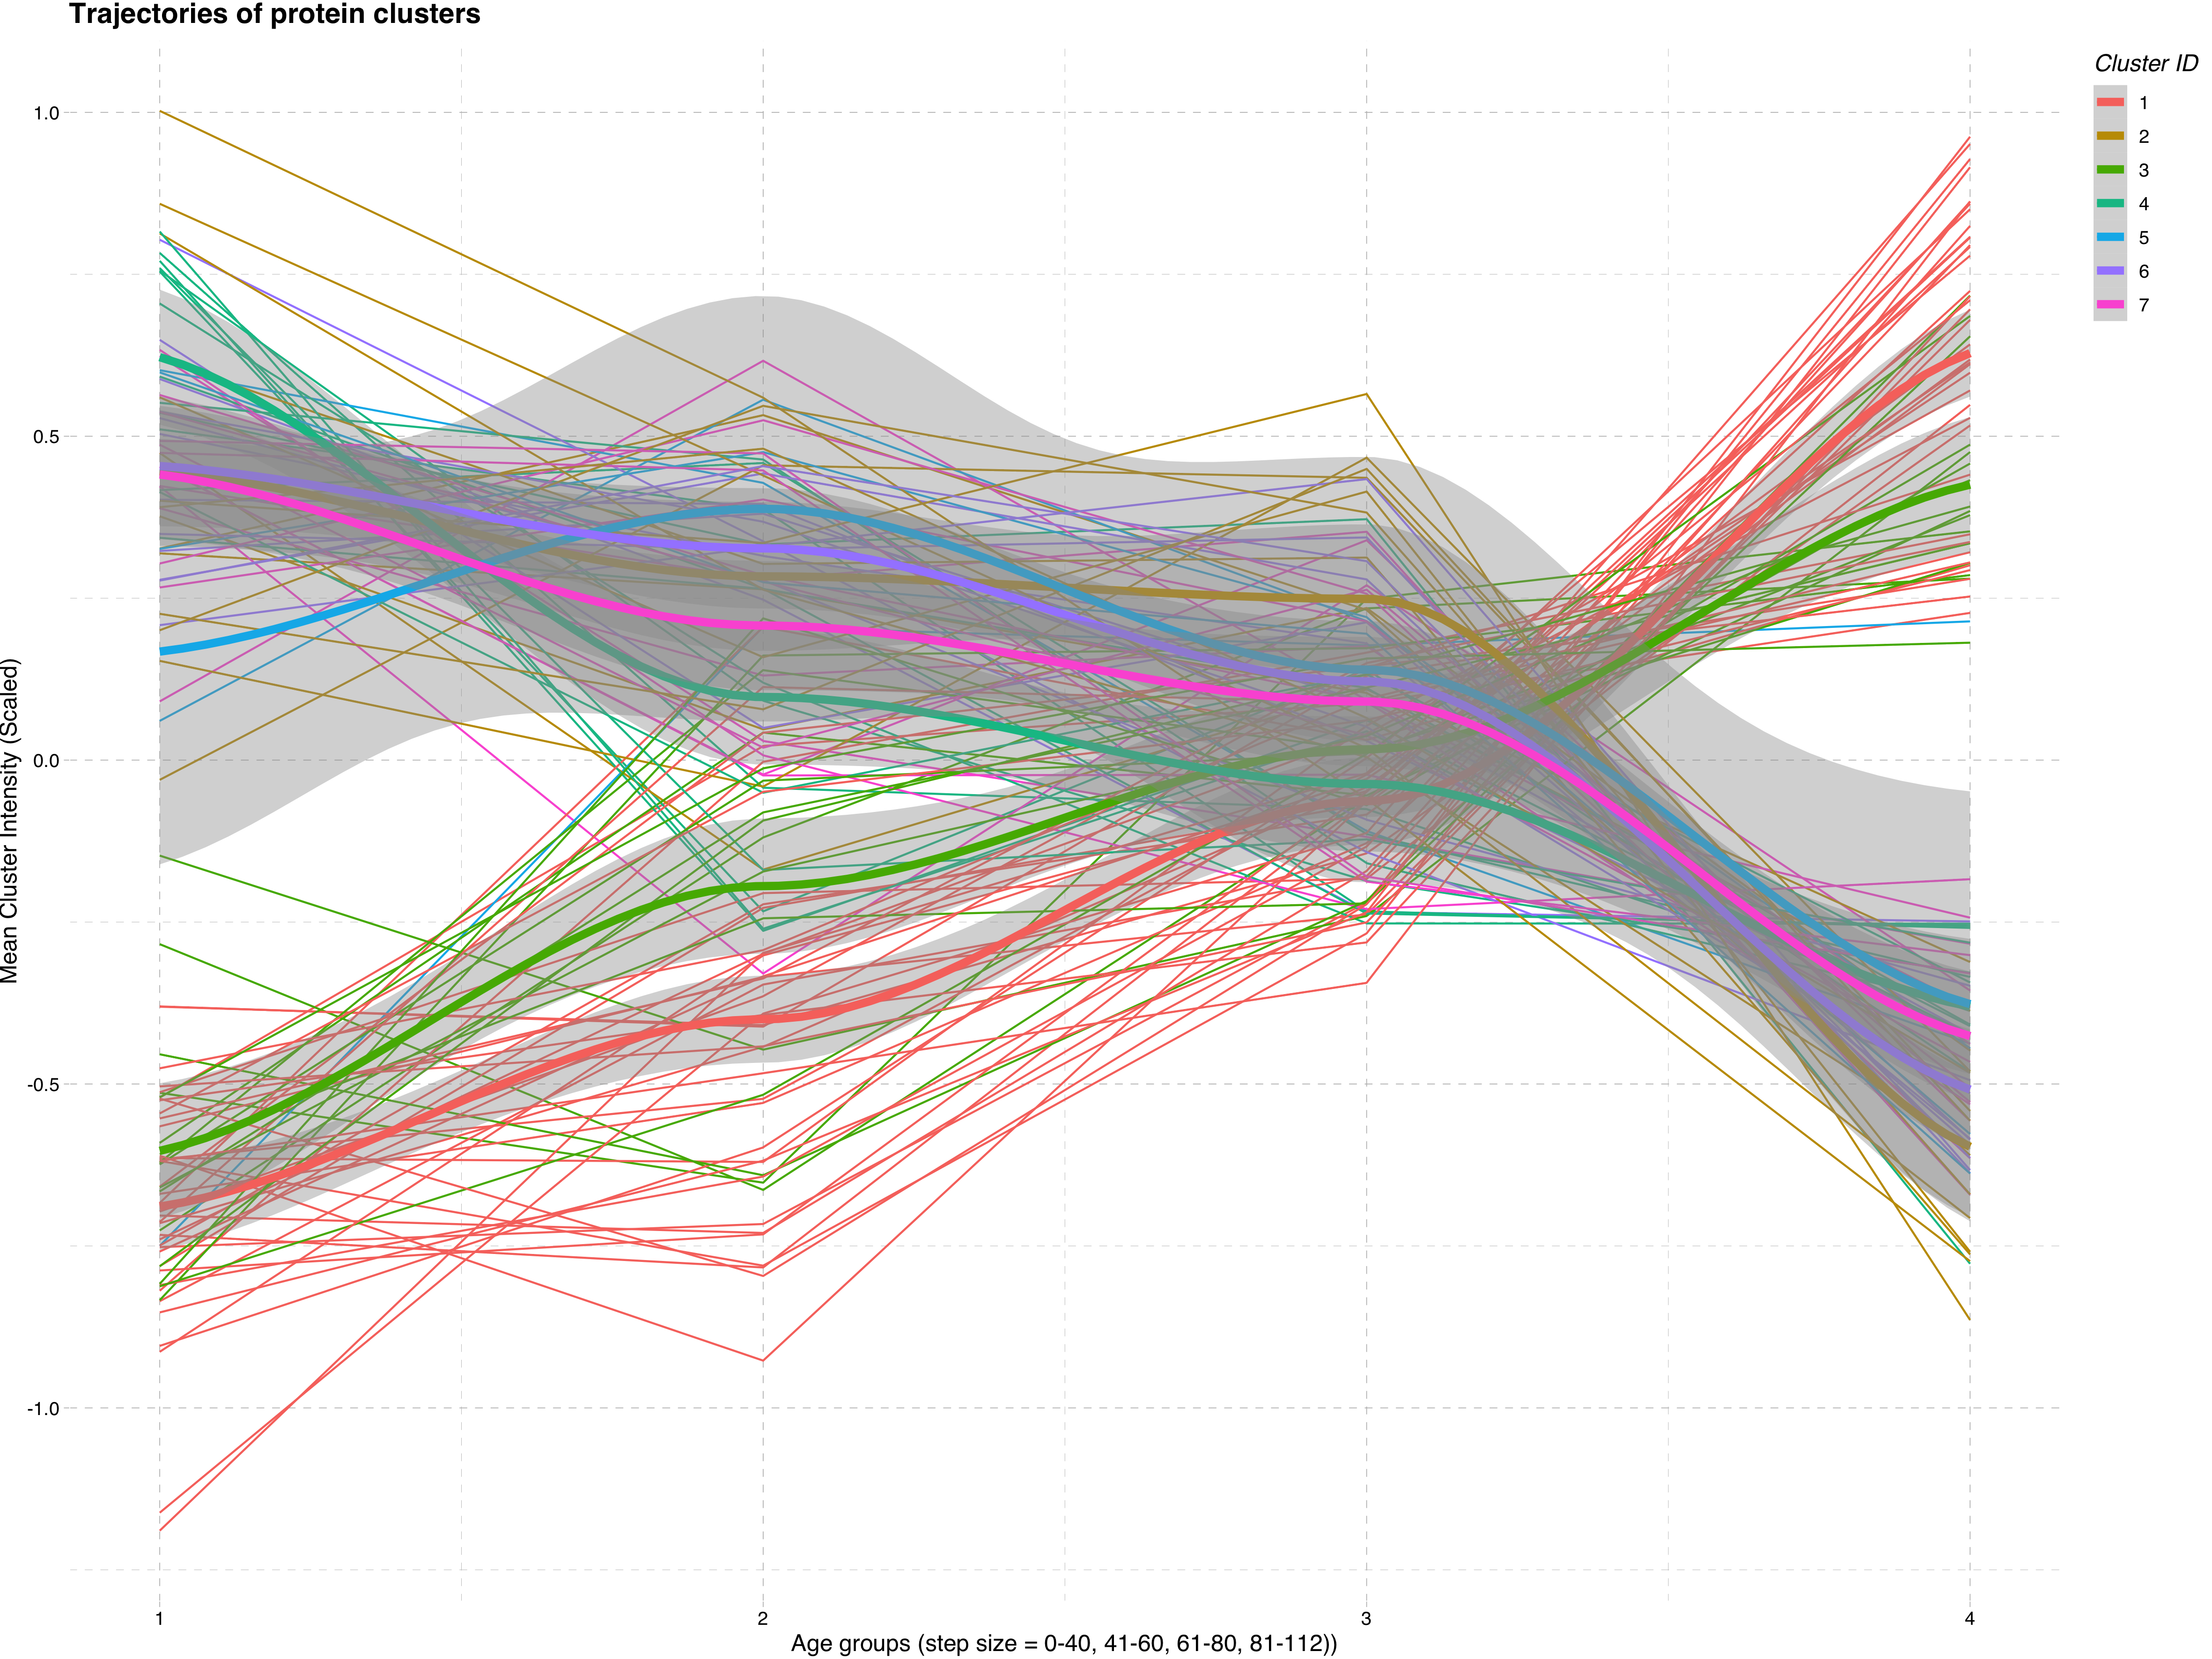 Trajectories of protein clusters
Cluster ID
1
2
3
4
5
6
7
1.0
0.5
0.0
-0.5
-1.0
Mean Cluster Intensity (Scaled)
1 2 3 4
Age groups (step size = 0-40, 41-60, 61-80, 81-112))